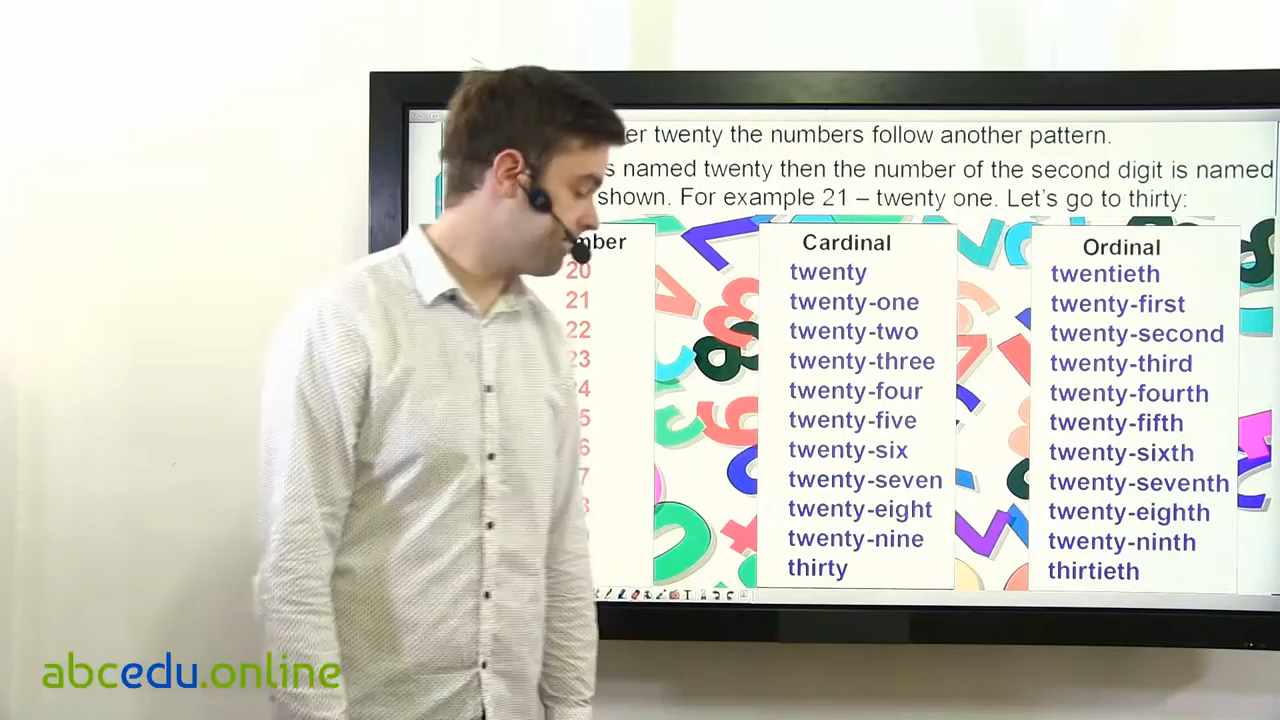 twenty the numbers follow another pattern.
named twenty then the number of the second digit is named
shown. For example 21 – twenty one. Let's go to thirty:
Cardinal Ordinal
20 twenty twentieth
21 twenty-one twenty-first
22 twenty-two twenty-second
23 twenty-three twenty-third
twenty-four twenty-fourth
twenty-five twenty-fifth
twenty-six twenty-sixth
twenty-seven twenty-seventh
twenty-eight twenty-eighth
twenty-nine twenty-ninth
thirty thirtieth
abcedu.online